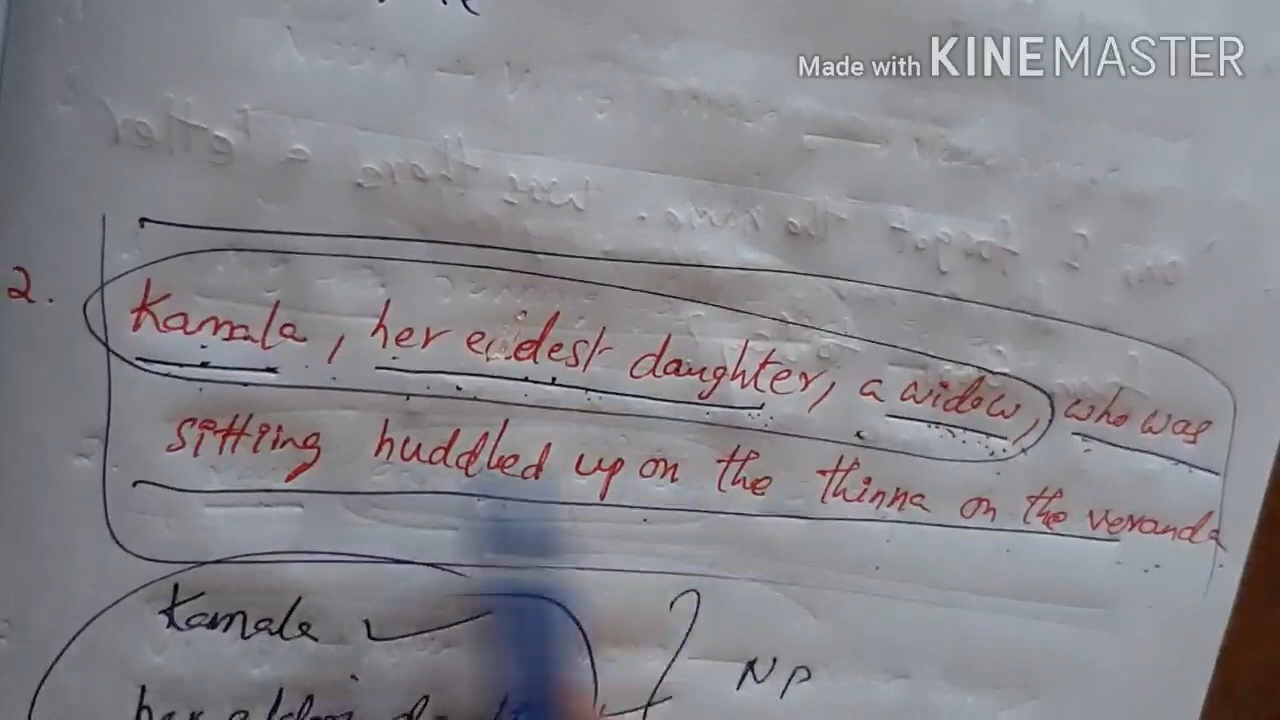 Made with KINEMASTER
2. Kamala, her eldest daughter, a widow, who was
sitting huddled up on the thinna on the veranda
Kamala
NP
her